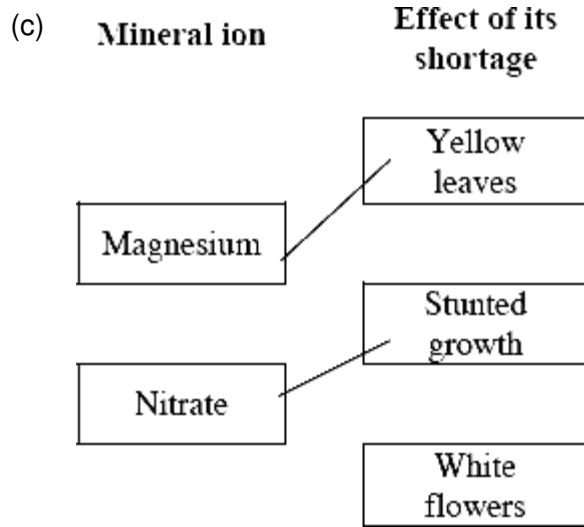 (c)
Mineral ion
Effect of its
shortage
Yellow
leaves
Magnesium
Stunted
growth
Nitrate
White
flowers